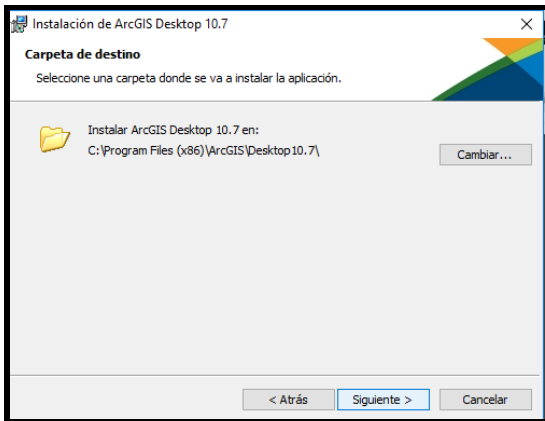 Instalación de ArcGIS Desktop 10.7
Carpeta de destino
Seleccione una carpeta donde se va a instalar la aplicación.
Instalar ArcGIS Desktop 10.7 en:
C:\Program Files (x86)\ArcGIS\Desktop10.7\
Cambiar...
< Atrás
Siguiente >
Cancelar